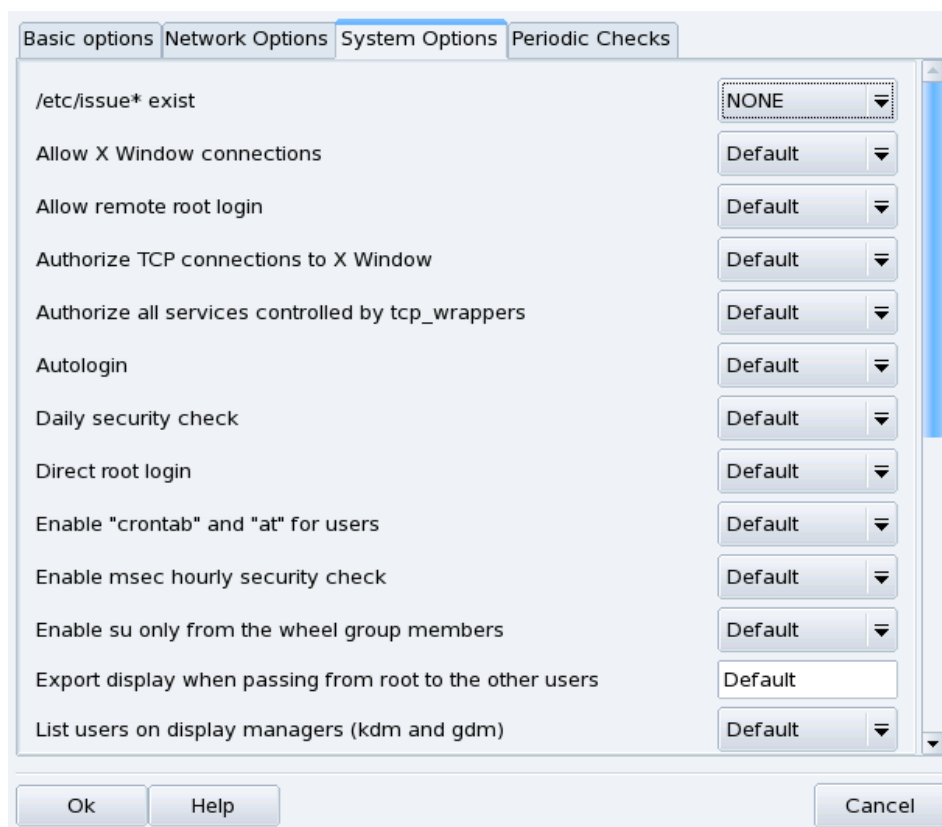 Basic options Network Options System Options Periodic Checks
/etc/issue* exist NONE
Allow X Window connections Default
Allow remote root login Default
Authorize TCP connections to X Window Default
Authorize all services controlled by tcp_wrappers Default
Autologin Default
Daily security check Default
Direct root login Default
Enable "crontab" and "at" for users Default
Enable msec hourly security check Default
Enable su only from the wheel group members Default
Export display when passing from root to the other users Default
List users on display managers (kdm and gdm) Default
Ok Help Cancel